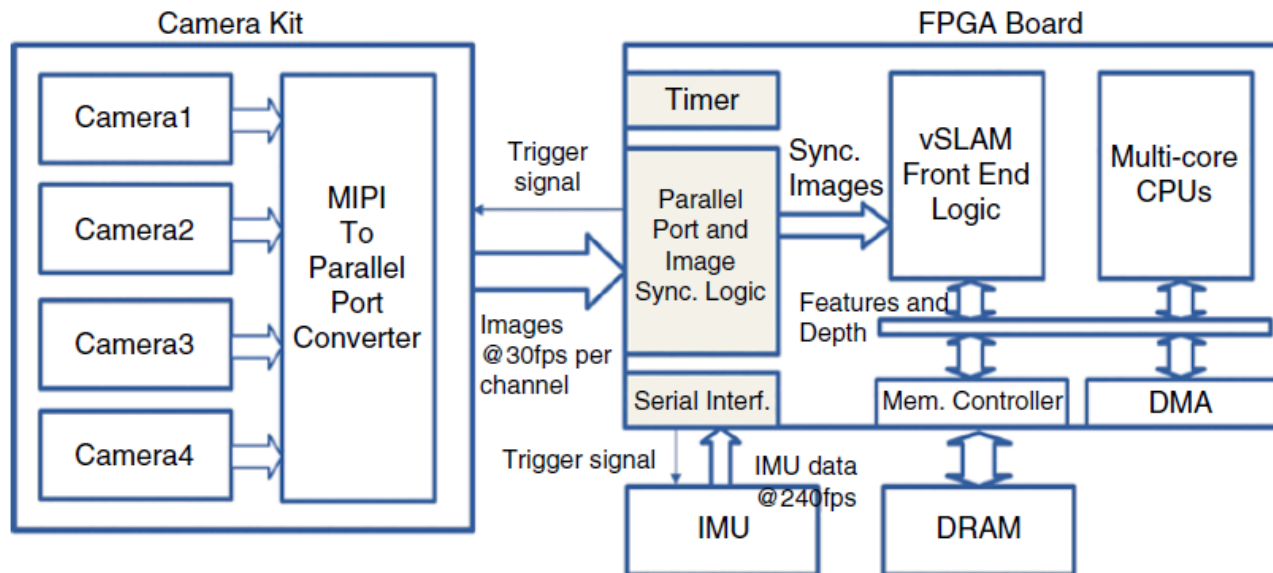 Camera Kit
FPGA Board
Camera1
Camera2
Camera3
Camera4
MIPI
To
Parallel
Port
Converter
Trigger
signal
Images
@30fps per
channel
Timer
Parallel
Port and
Image
Sync. Logic
Serial Interf.
Sync.
Images
vSLAM
Front End
Logic
Multi-core
CPUs
Features and
Depth
Mem. Controller
DMA
Trigger signal
IMU data
@240fps
IMU
DRAM